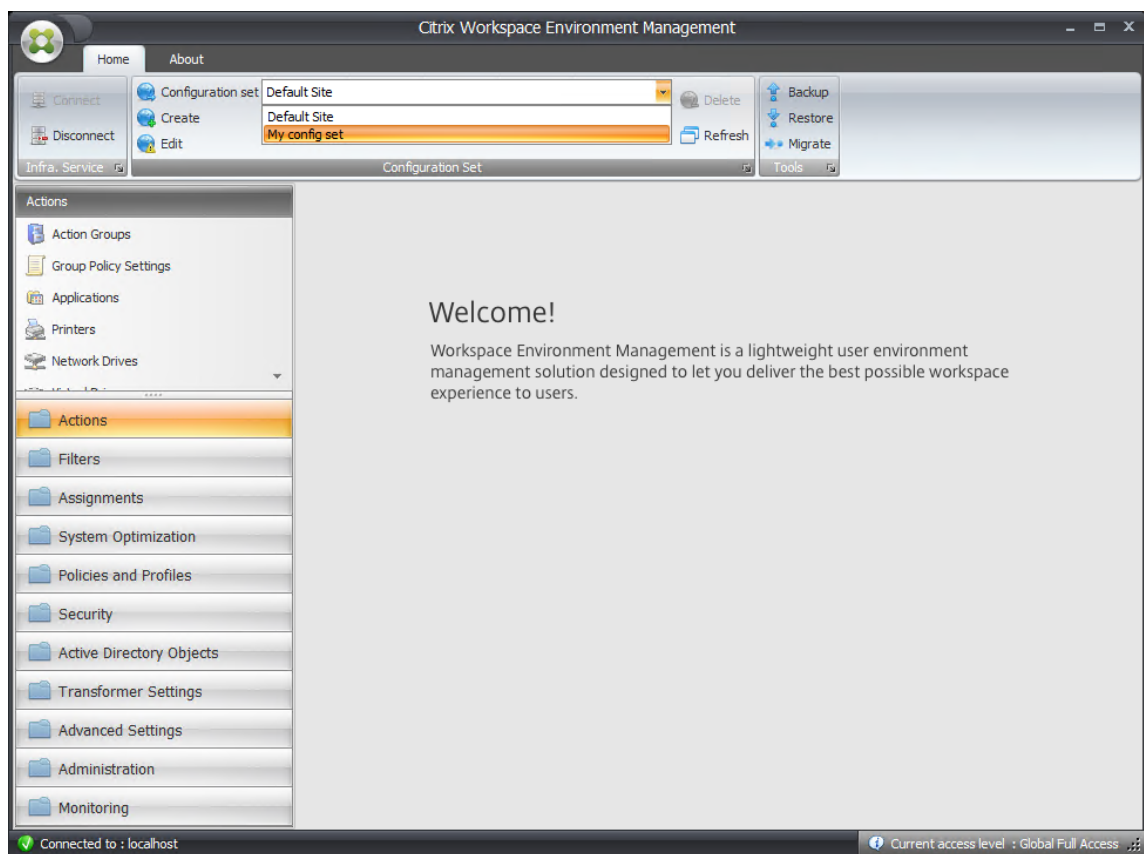 Citrix Workspace Environment Management
Home
About
Connect
Disconnect
Infra. Service
Configuration set
Default Site
Create
Default Site
Edit
My config set
Delete
Refresh
Configuration Set
Backup
Restore
Migrate
Tools
Actions
Action Groups
Group Policy Settings
Applications
Printers
Network Drives
Actions
Filters
Assignments
System Optimization
Policies and Profiles
Security
Active Directory Objects
Transformer Settings
Advanced Settings
Administration
Monitoring
Welcome!
Workspace Environment Management is a lightweight user environment
management solution designed to let you deliver the best possible workspace
experience to users.
Connected to : localhost
Current access level : Global Full Access